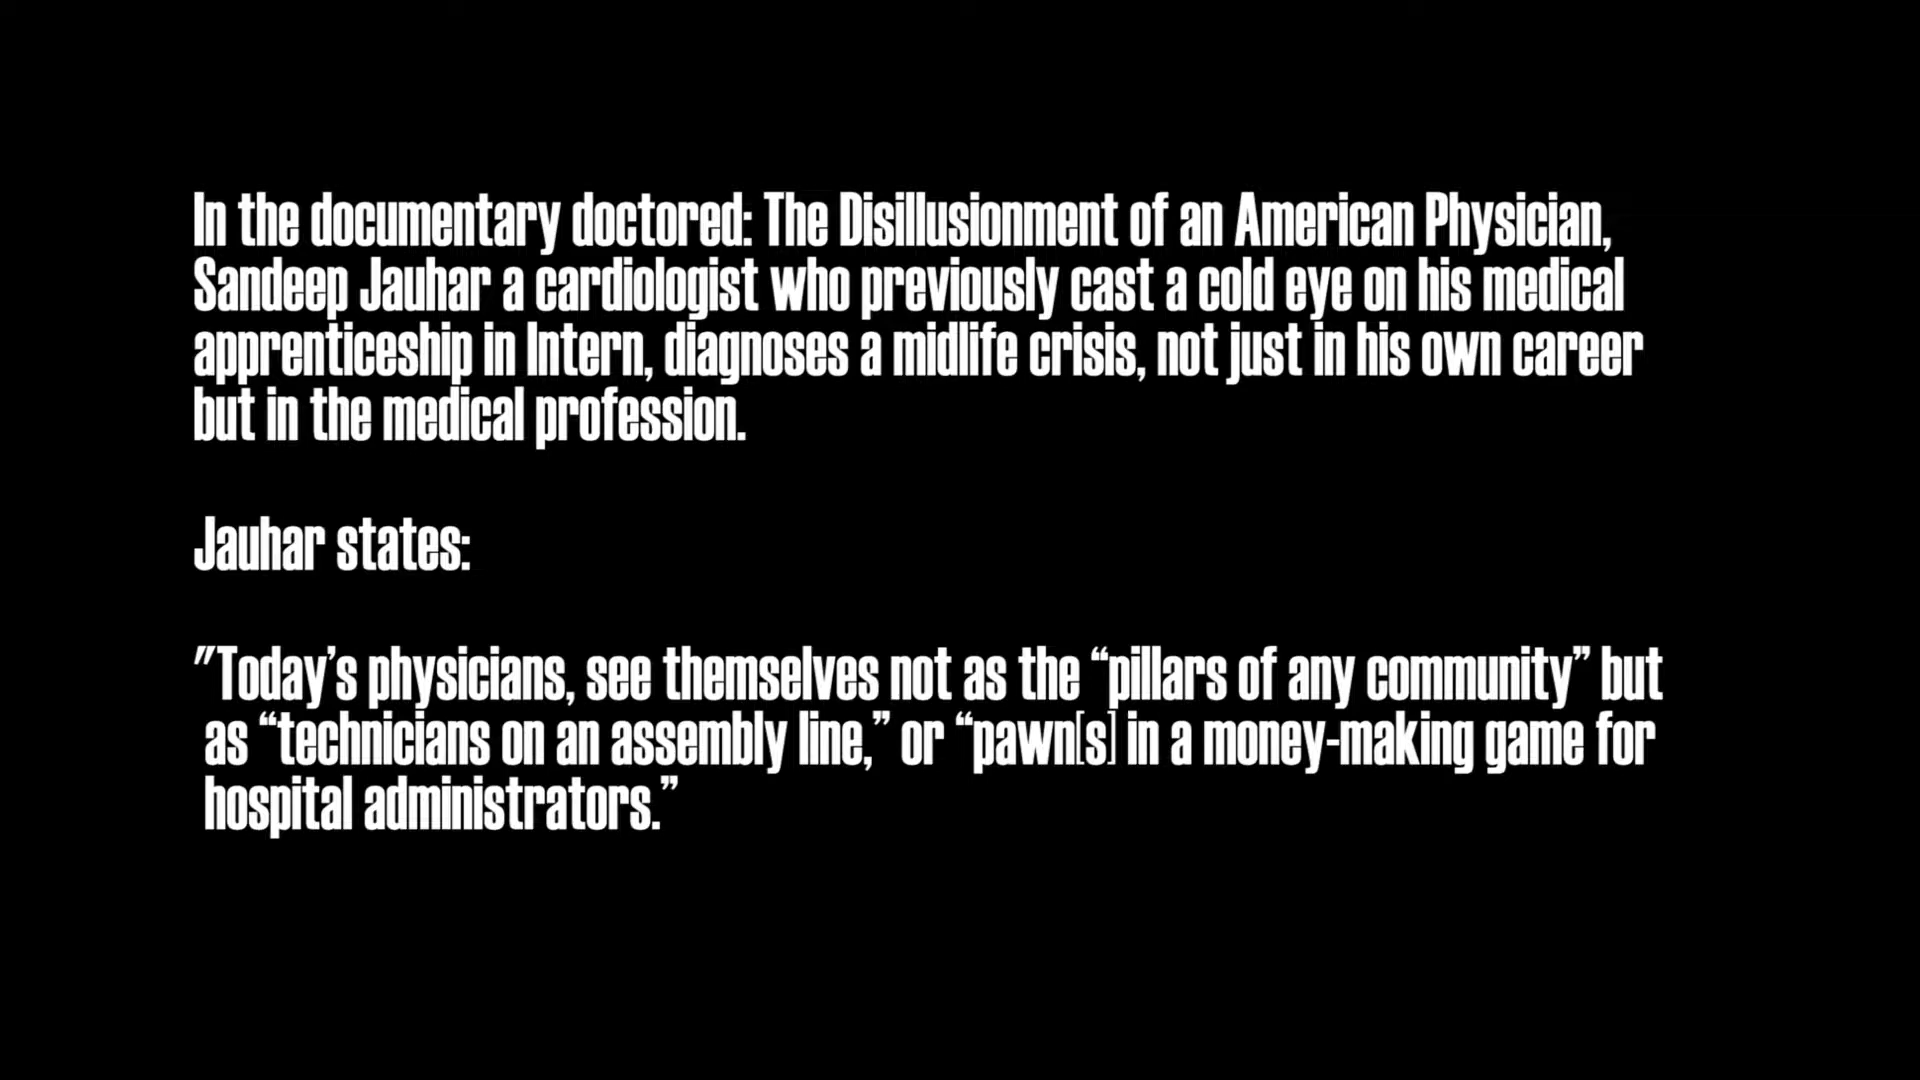 In the documentary doctored: The Disillusionment of an American Physician,
Sandeep Jauhar a cardiologist who previously cast a cold eye on his medical
apprenticeship in Intern, diagnoses a midlife crisis, not just in his own career
but in the medical profession.
Jauhar states:
"Today’s physicians, see themselves not as the “pillars of any community” but
as “technicians on an assembly line,” or “pawn[s] in a money-making game for
hospital administrators.”